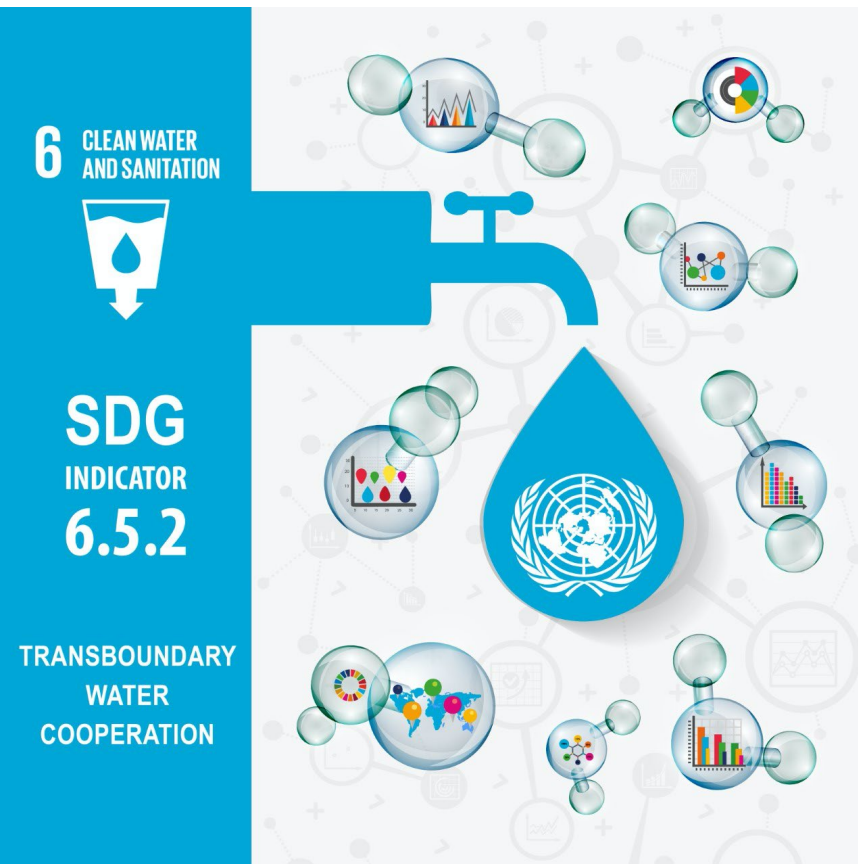 6
CLEAN WATER
AND SANITATION
SDG
INDICATOR
6.5.2
TRANSBOUNDARY
WATER
COOPERATION